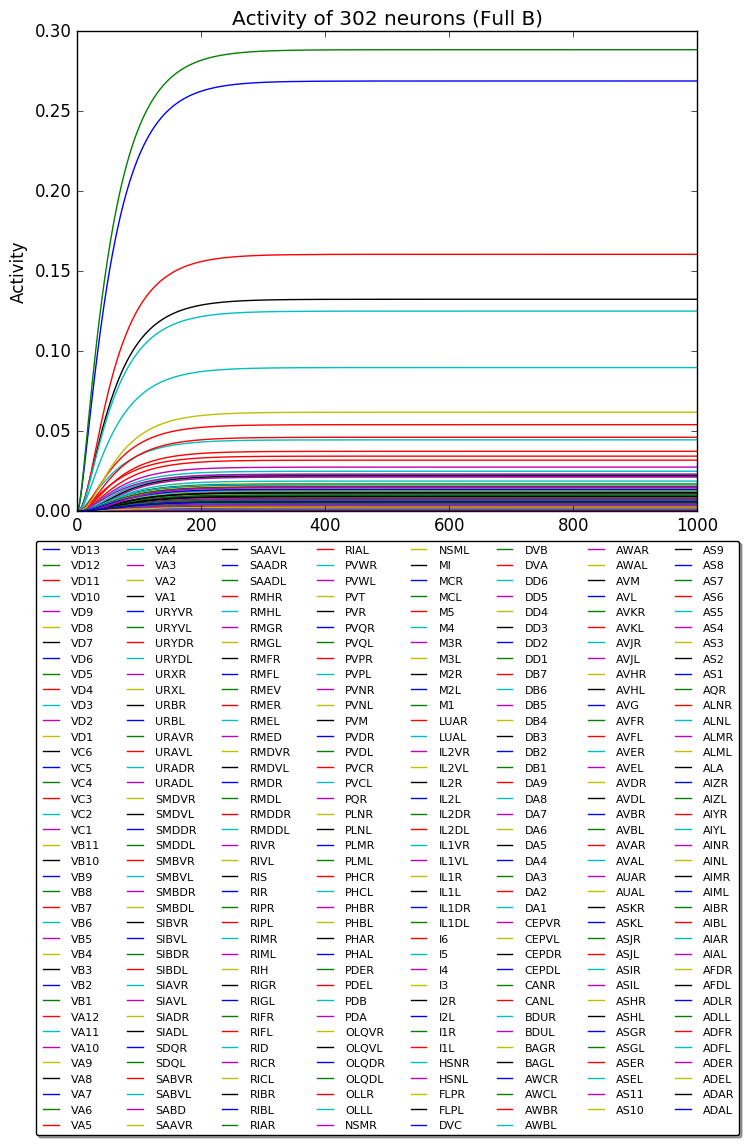 Activity of 302 neurons (Full B)
0.30
0.25
0.20
0.15
0.10
0.05
0.00
Activity
0 200 400 600 800 1000
VD13 VA4 SAAVL RIAL NSML DVB AWAR AS9
VD12 VA3 SAADR PVWR MI DVA AWAL AS8
VD11 VA2 SAADL PVWL MCR DD6 AVM AS7
VD10 VA1 RMHR PVT MCL DD5 AVL AS6
VD9 URYVR RMHL PVR M5 DD4 AVKR AS5
VD8 URYVL RMGR PVQR M4 DD3 AVKL AS4
VD7 URYDR RMGL PVQL M3R DD2 AVJR AS3
VD6 URYDL RMFR PVPR M3L DD1 AVJL AS2
VD5 URXR RMFL PVPL M2R DB7 AVHR AS1
VD4 URXL RMEV PVNR M2L DB6 AVHL AQR
VD3 URBR RMER PVNL M1 DB5 AVG ALNR
VD2 URBL RMEL PVM LUAR DB4 AVFR ALNL
VD1 URAVR RMED PVDR LUAL DB3 AVFL ALMR
VC6 URAVL RMDVR PVDL IL2VR DB2 AVER ALML
VC5 URADR RMDVL PVCR IL2VL DB1 AVEL ALA
VC4 URADL RMDR PVCL IL2R DA9 AVDR AIZR
VC3 SMDVR RMDL PQR IL2L DA8 AVDL AIZL
VC2 SMDVL RMDDR PLNR IL2DR DA7 AVBR AIYR
VC1 SMDDR RMDDL PLNL IL2DL DA6 AVBL AIYL
VB11 SMDDL RIVR PLMR IL1VR DA5 AVAR AINR
VB10 SMBVR RIVL PLML IL1VL DA4 AVAL AINL
VB9 SMBVL RIS PHCR IL1R DA3 AUAR AIMR
VB8 SMBDR RIR PHCL IL1L DA2 AUAL AIML
VB7 SMBDL RIPR PHBR IL1DR DA1 ASKR AIBR
VB6 SIBVR RIPL PHBL IL1DL CEPVR ASKL AIBL
VB5 SIBVL RIMR PHAR I6 CEPVL ASJR AIAR
VB4 SIBDR RIML PHAL I5 CEPDR ASJL AIAL
VB3 SIBDL RIH PDER I4 CEPDL ASIR AFDR
VB2 SIAVR RIGR PDEL I3 CANR ASIL AFDL
VB1 SIAVL RIGL PDB I2R CANL ASHR ADLR
VA12 SIADR RIFR PDA I2L BDUR ASHL ADLL
VA11 SIADL RIFL OLQVR I1R BDUL ASGR ADFR
VA10 SDQR RID OLQVL I1L BAGR ASGL ADFL
VA9 SDQL RICR OLQDR HSNR BAGL ASER ADER
VA8 SABVR RICL OLQDL HSNL AWCR ASEL ADEL
VA7 SABVL RIBR OLLR FLPR AWCL AS11 ADAR
VA6 SABD RIBL OLLL FLPL AWBR AS10 ADAL
VA5 SAAVR RIAR NSMR DVC AWBL